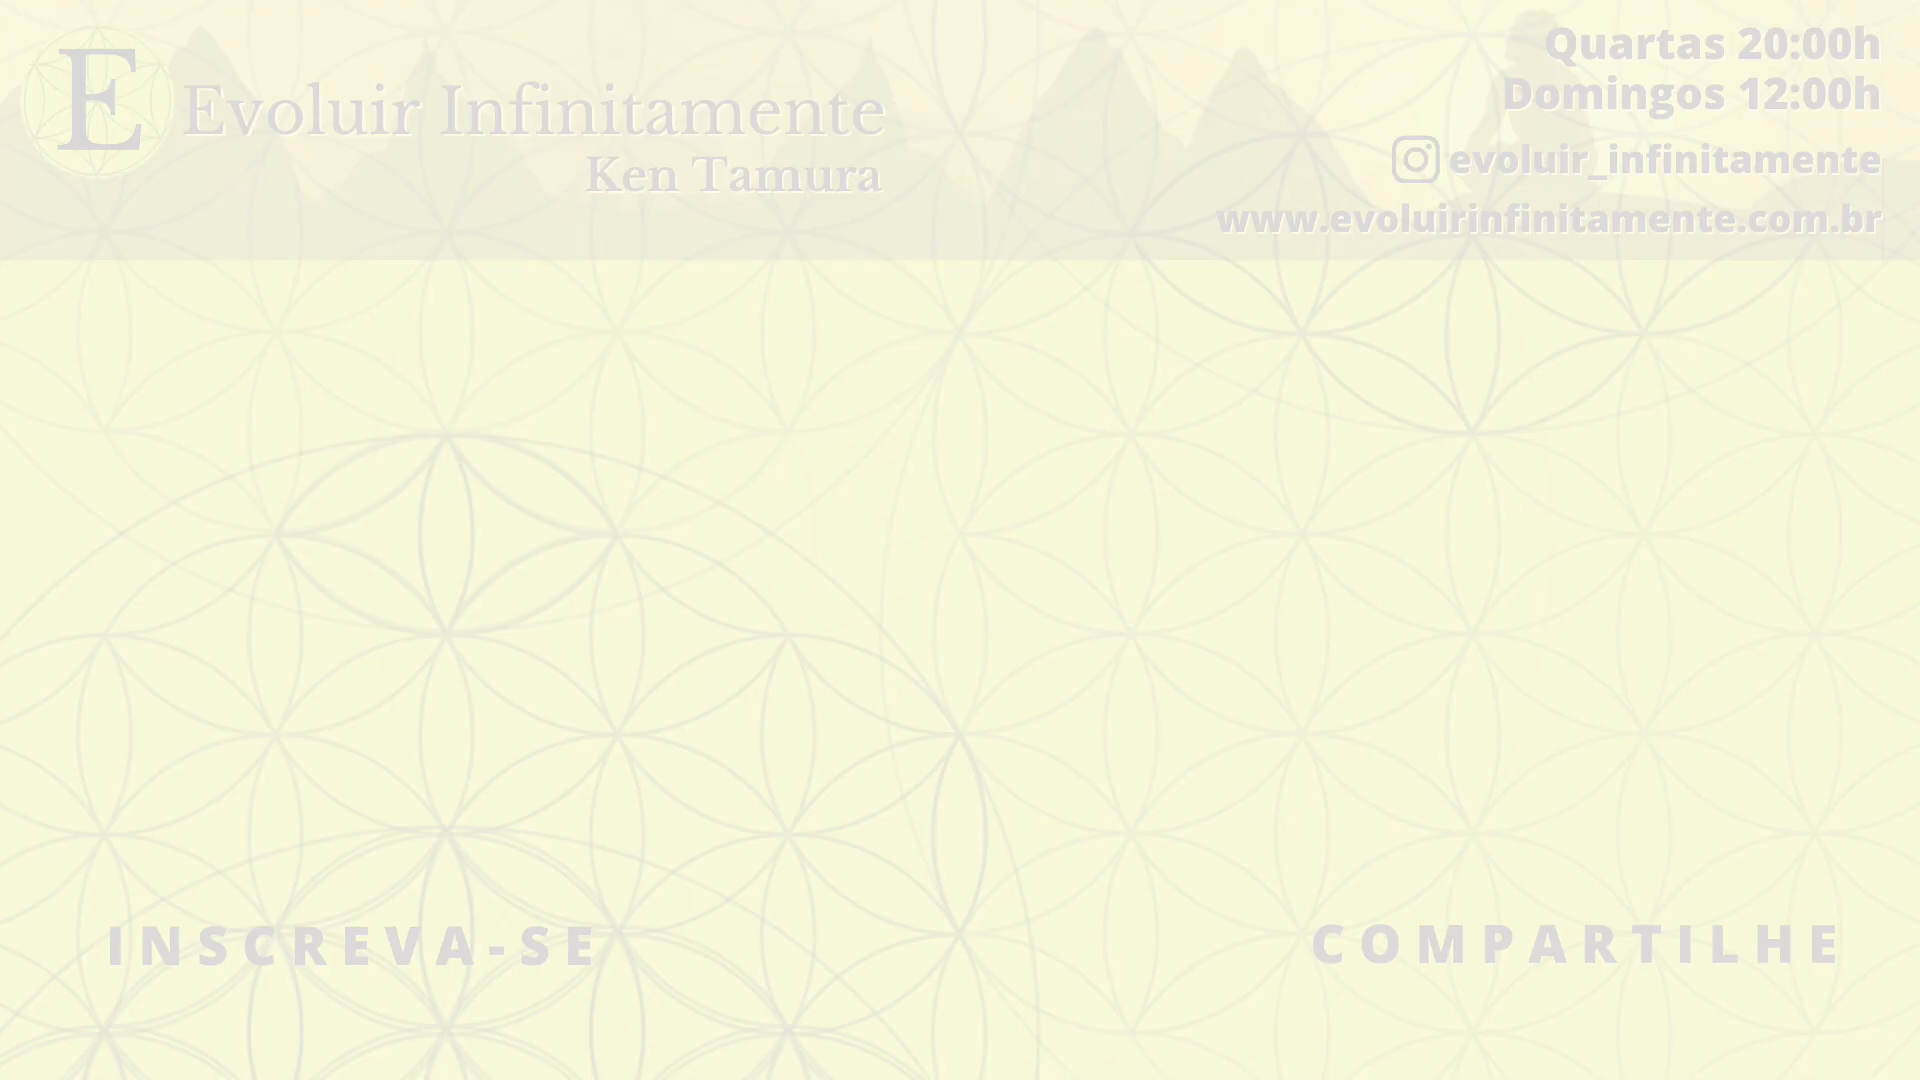 E
Evoluir Infinitamente
Ken Tamura
Quartas 20:00h
Domingos 12:00h
evoluir_infinitamente
www.evoluirinfinitamente.com.br
INSCREVA-SE
COMPARTILHE